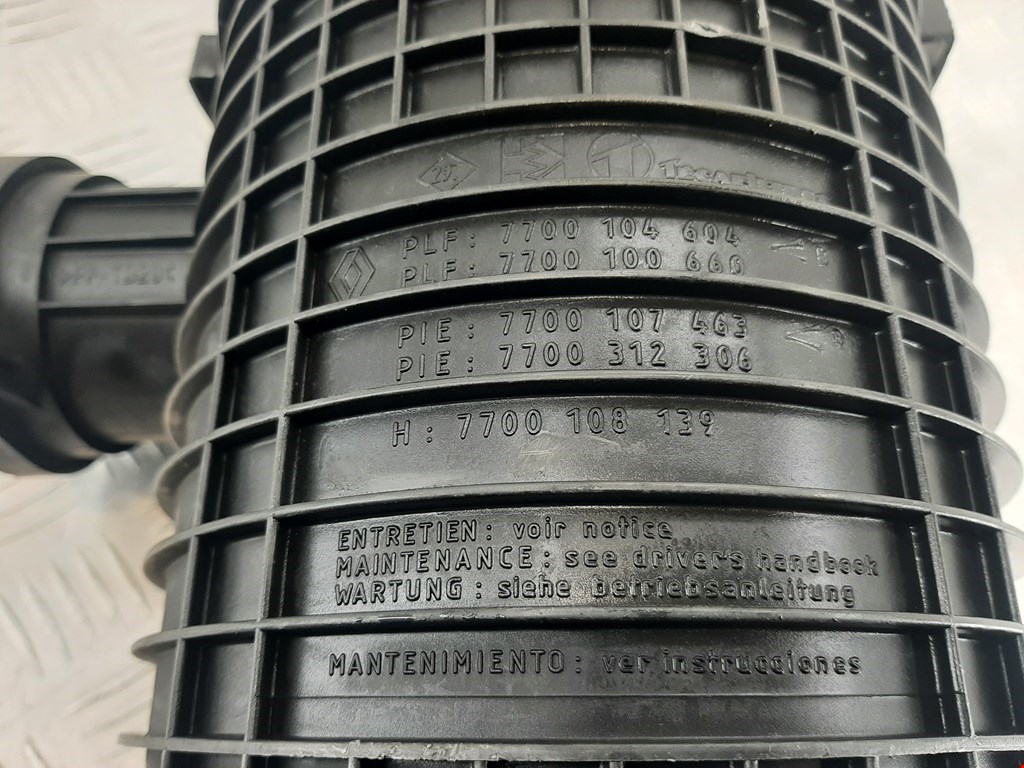 PLF: 7700 104 604
PLF: 7700 100 660
PIE: 7700 107 463
PIE: 7700 312 306
H: 7700 108 139
ENTRETIEN: voir notice
MAINTENANCE: see driver's handbook
WARTUNG: siehe betriebsanleitung
MANTENIMIENTO: ver instrucciones